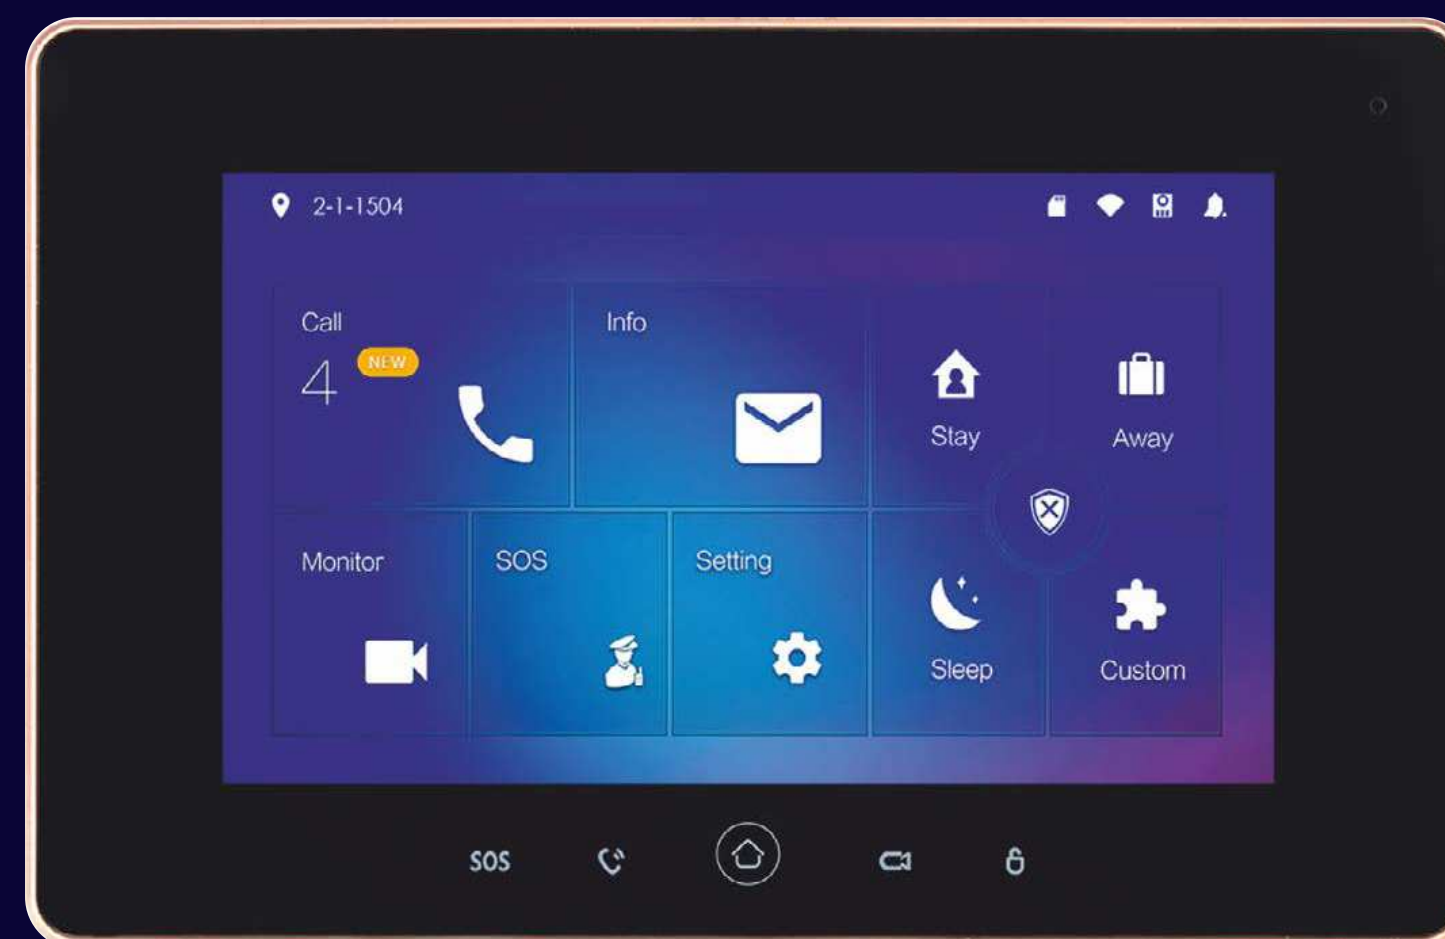 2-1-1504
Call
4 NEW
Info
Stay
Away
Monitor
SOS
Setting
Sleep
Custom
SOS